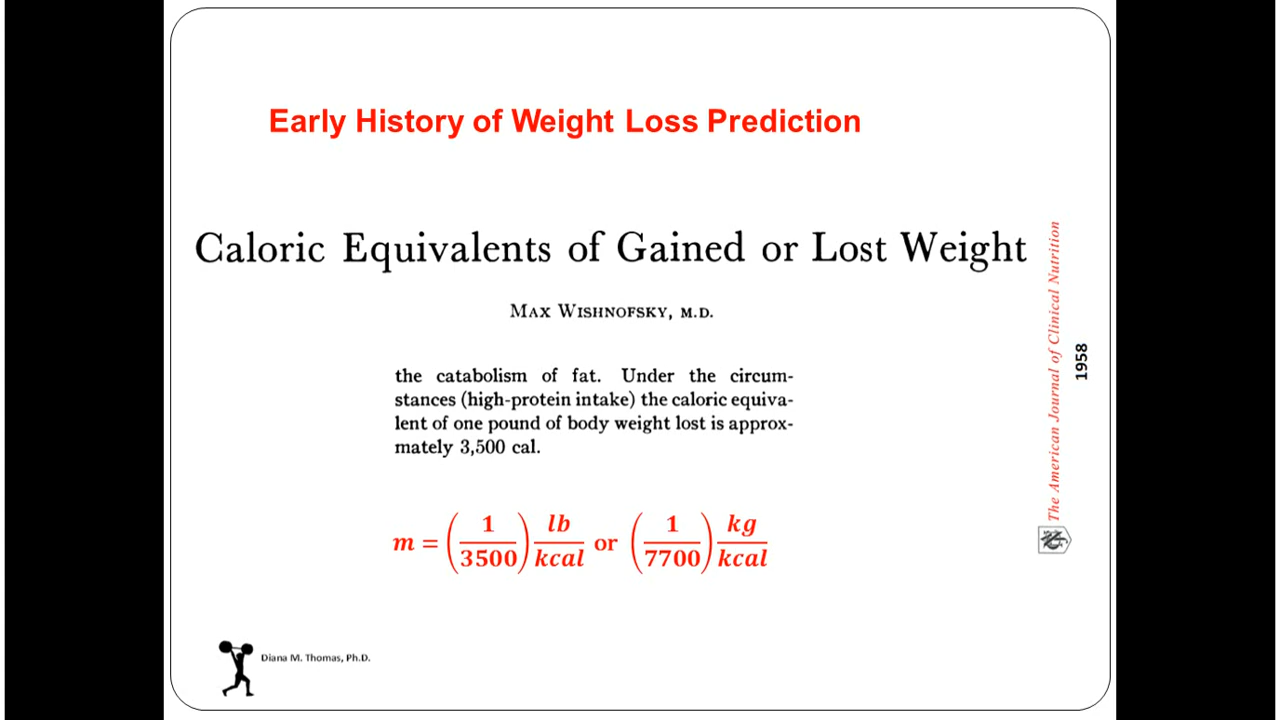 Early History of Weight Loss Prediction
Caloric Equivalents of Gained or Lost Weight
MAX WISHNOFSKY, M.D.
the catabolism of fat. Under the circum-
stances (high-protein intake) the caloric equiva-
lent of one pound of body weight lost is approx-
mately 3,500 cal.
m = (1/3500) lb/kcal or (1/7700) kg/kcal
The American Journal of Clinical Nutrition
1958
Diana M. Thomas, Ph.D.